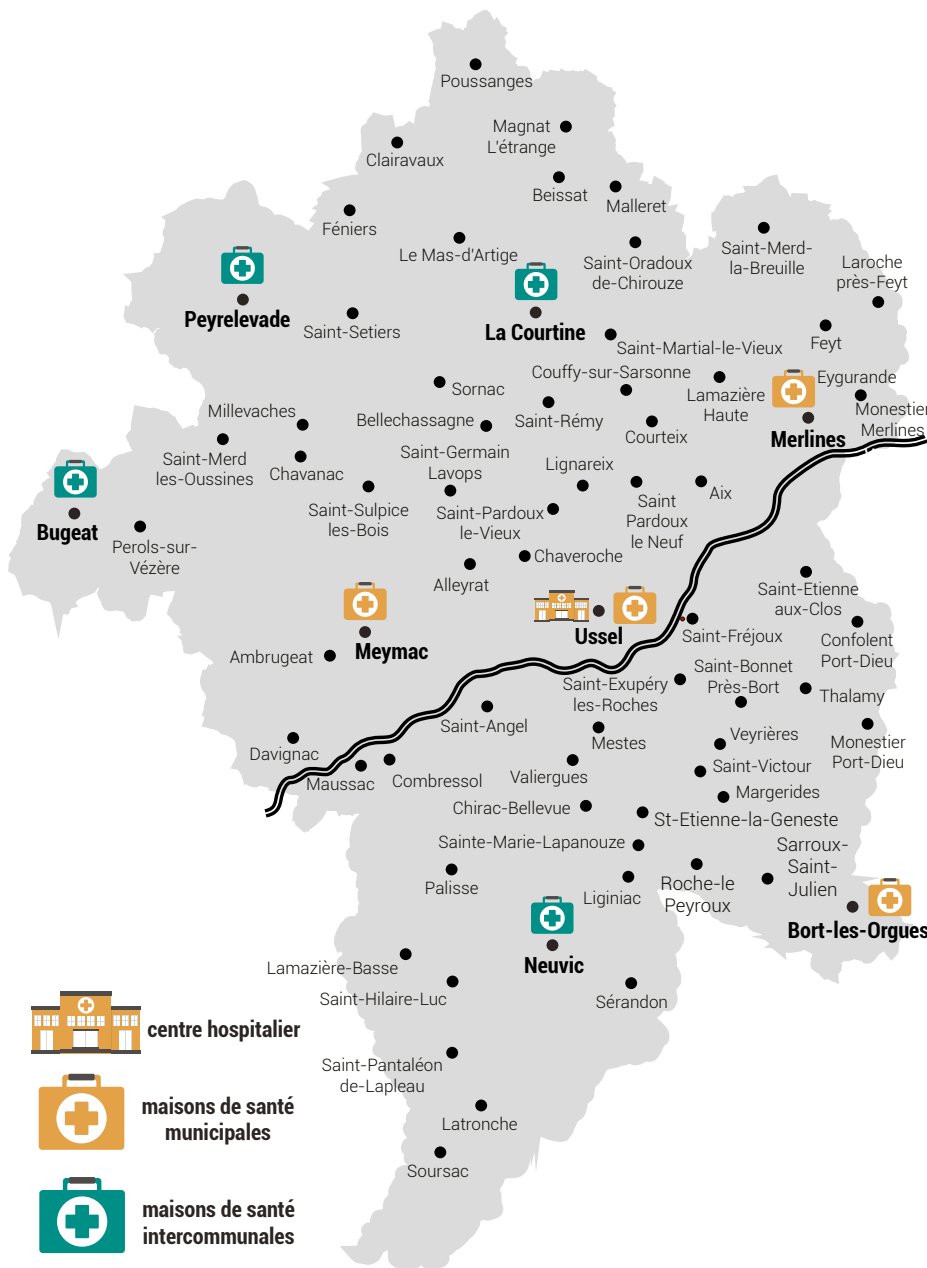 Poussanges
Magnat
L'étrange
Clairavaux
Beissat
Malleret
Féniers
Le Mas-d'Artige
Saint-Oradoux
de-Chirouze
Saint-Merd-
la-Breuille
Laroche
près-Feyt
Peyrelevade
Saint-Setiers
La Courtine
Saint-Martial-le-Vieux
Feyt
Couffy-sur-Sarsonne
Sornac
Lamazière
Haute
Eygurande
Millevaches
Bellechassagne
Saint-Rémy
Courteix
Merlines
Monestier
Merlines
Saint-Merd
les-Oussines
Chavanac
Saint-Germain
Lavops
Lignareix
Saint-Sulpice
les-Bois
Saint-Pardoux
le-Vieux
Saint
Pardoux
le Neuf
Aix
Bugeat
Perols-sur-
Vézère
Chaveroche
Alleyrat
Saint-Etienne
aux-Clos
Ussel
Saint-Fréjoux
Confolent
Port-Dieu
Meymac
Ambrugeat
Saint-Exupéry
les-Roches
Saint-Bonnet
Près-Bort
Thalamy
Saint-Angel
Mestes
Veyrières
Monestier
Port-Dieu
Davignac
Maussac
Combressol
Valiergues
Saint-Victour
Margerides
Chirac-Bellevue
St-Etienne-la-Geneste
Sainte-Marie-Lapanouze
Sarroux-
Saint-
Julien
Palisse
Liginiac
Roche-le
Peyroux
Bort-les-Orgues
Neuvic
Lamazière-Basse
Saint-Hilaire-Luc
Sérandon
centre hospitalier
Saint-Pantaléon
de-Lapleau
maisons de santé
municipales
Latronche
Soursac
maisons de santé
intercommunales